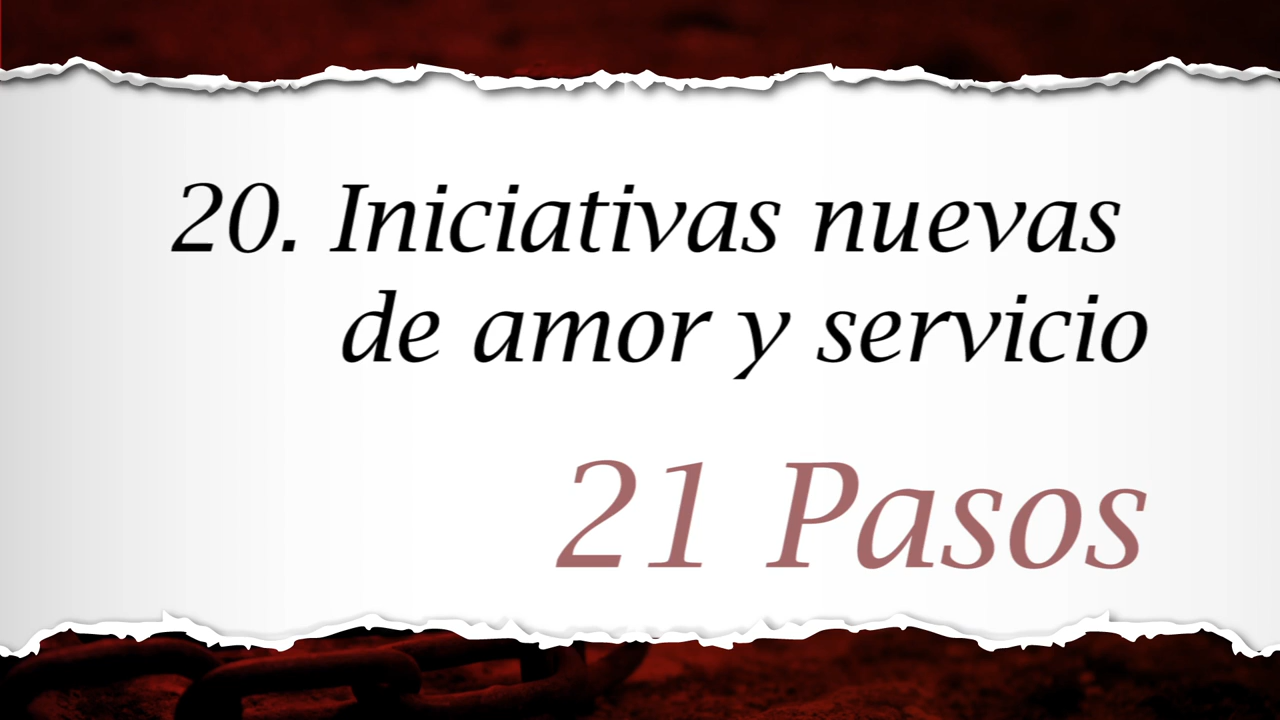 20. Iniciativas nuevas
de amor y servicio
21 Pasos